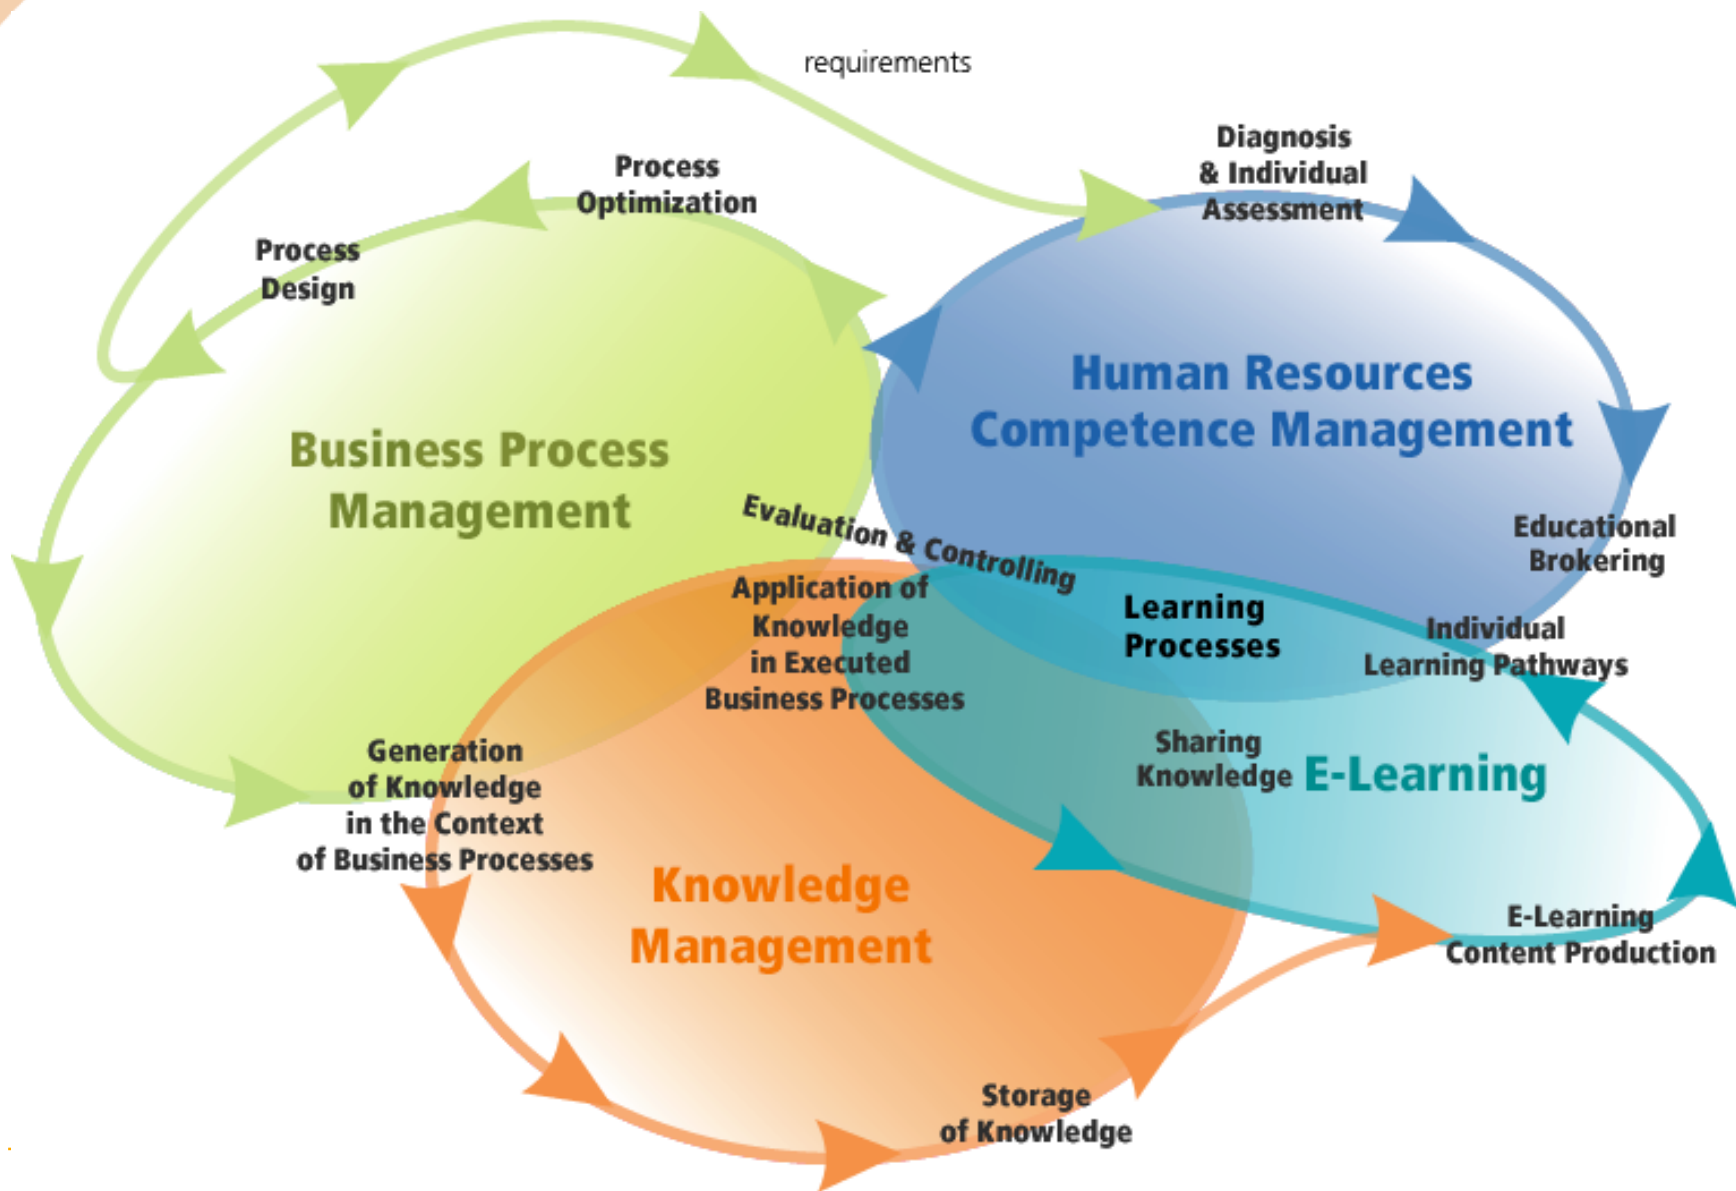 requirements
Diagnosis
& Individual
Assessment
Process
Optimization
Process
Design
Human Resources
Competence Management
Business Process
Management
Evaluation & Controlling
Educational
Brokering
Application of
Knowledge
in Executed
Business Processes
Learning
Processes
Individual
Learning Pathways
Sharing
Knowledge
E-Learning
Generation
of Knowledge
in the Context
of Business Processes
Knowledge
Management
E-Learning
Content Production
Storage
of Knowledge